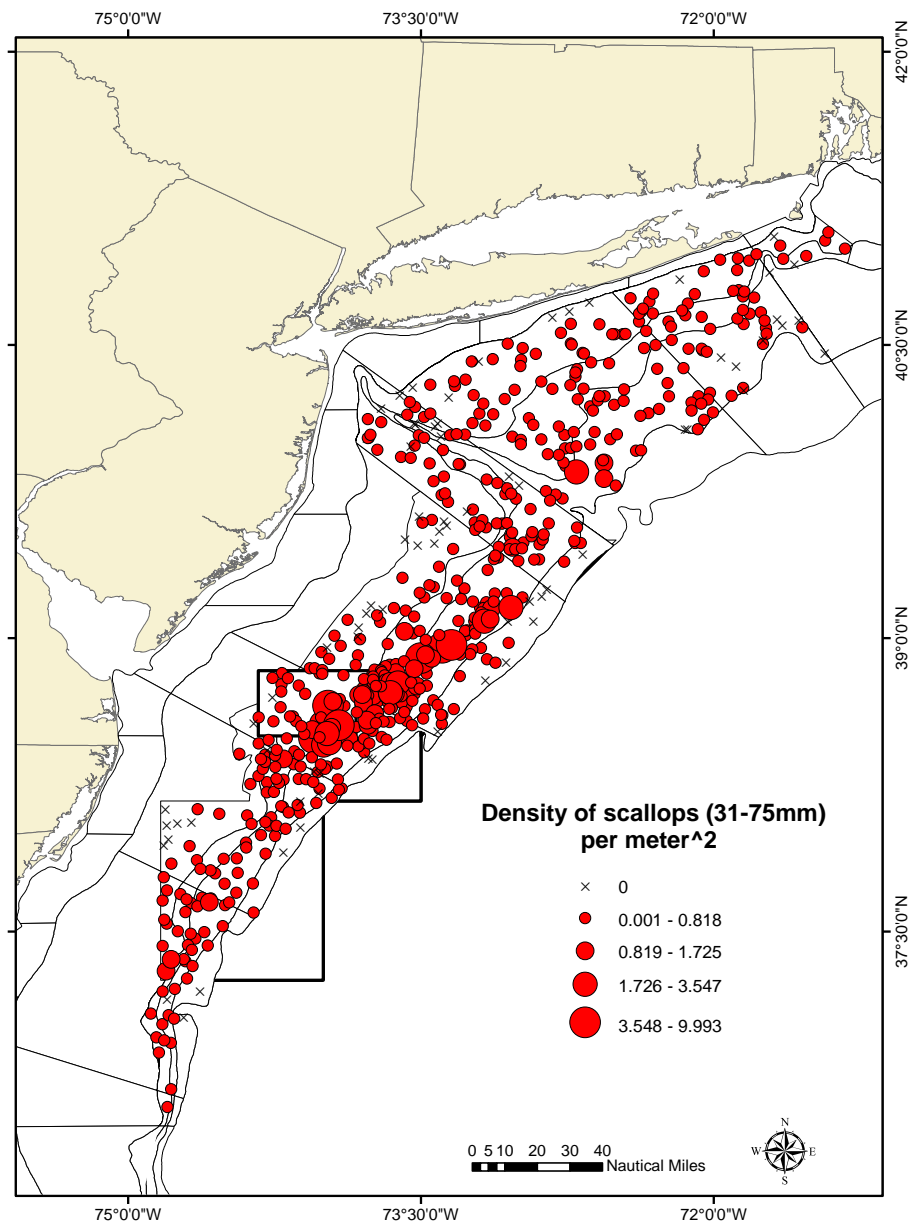 75°0'0"W 73°30'0"W 72°0'0"W
42°0'0"N
40°30'0"N
39°0'0"N
37°30'0"N
Density of scallops (31-75mm)
per meter^2
0
0.001 - 0.818
0.819 - 1.725
1.726 - 3.547
3.548 - 9.993
0 5 10 20 30 40
Nautical Miles
N
W E
S
75°0'0"W 73°30'0"W 72°0'0"W